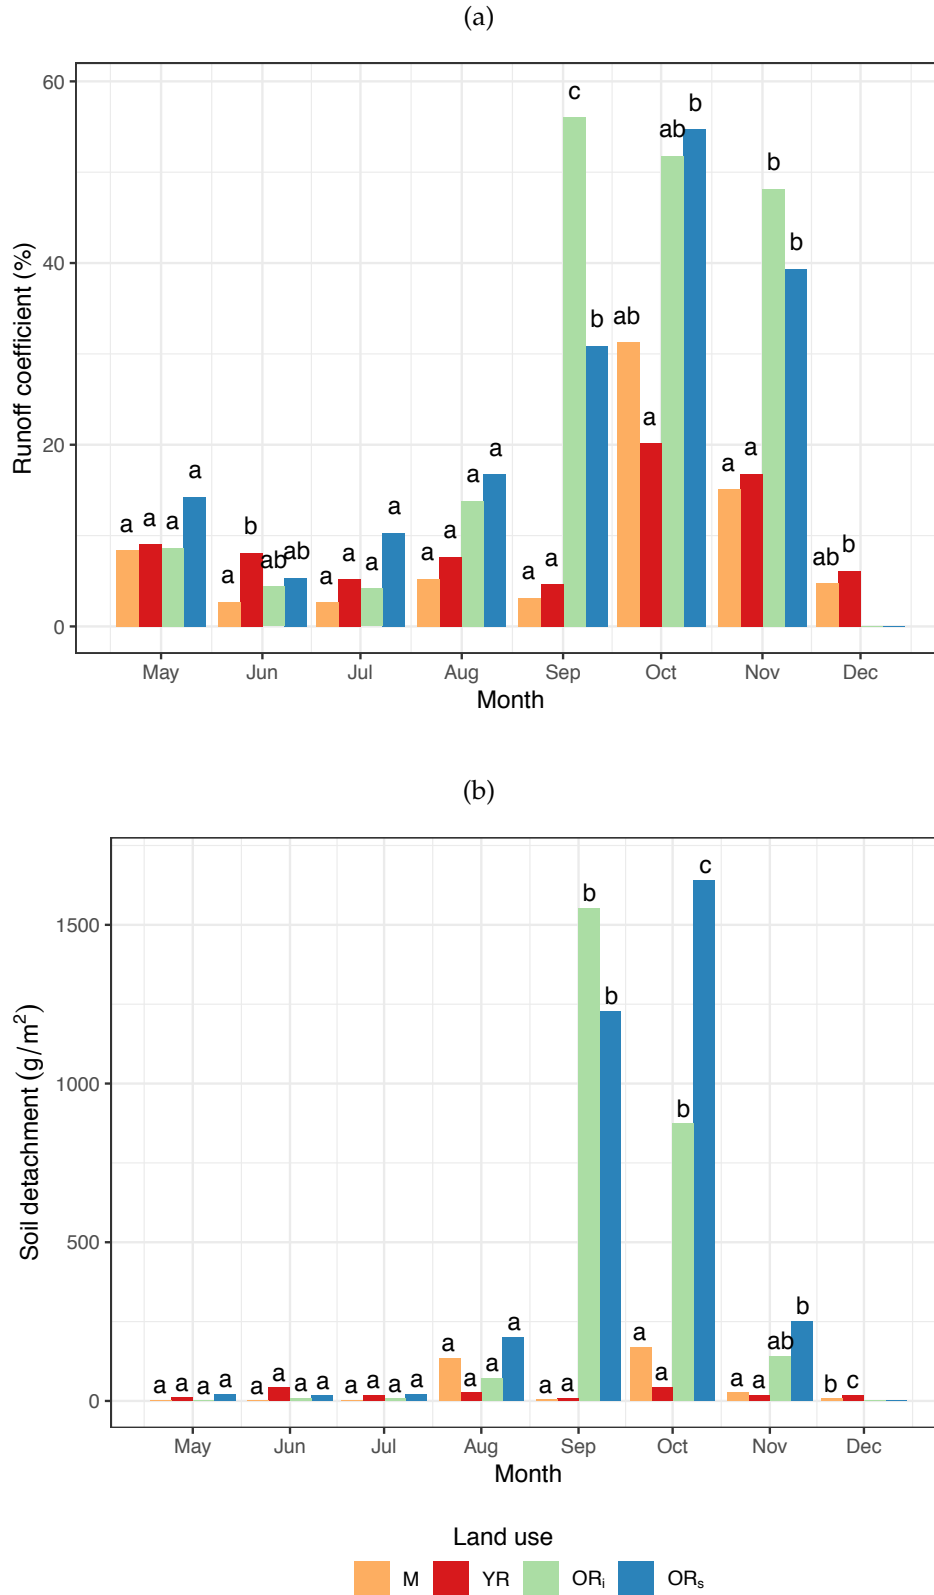 (a)
60
40
20
0
Runoff coefficient (%)
a a a a
a b ab ab
a a a a
a a a a
a a c b
ab a ab b
a a b b
ab b
May Jun Jul Aug Sep Oct Nov Dec
Month
(b)
1500
1000
500
0
Soil detachment (g/m²)
a a a a
a a a a
a a a a
a a a a
a a b b
a a b c
a a ab b
b c
May Jun Jul Aug Sep Oct Nov Dec
Month
Land use
M YR ORᵢ ORₛ